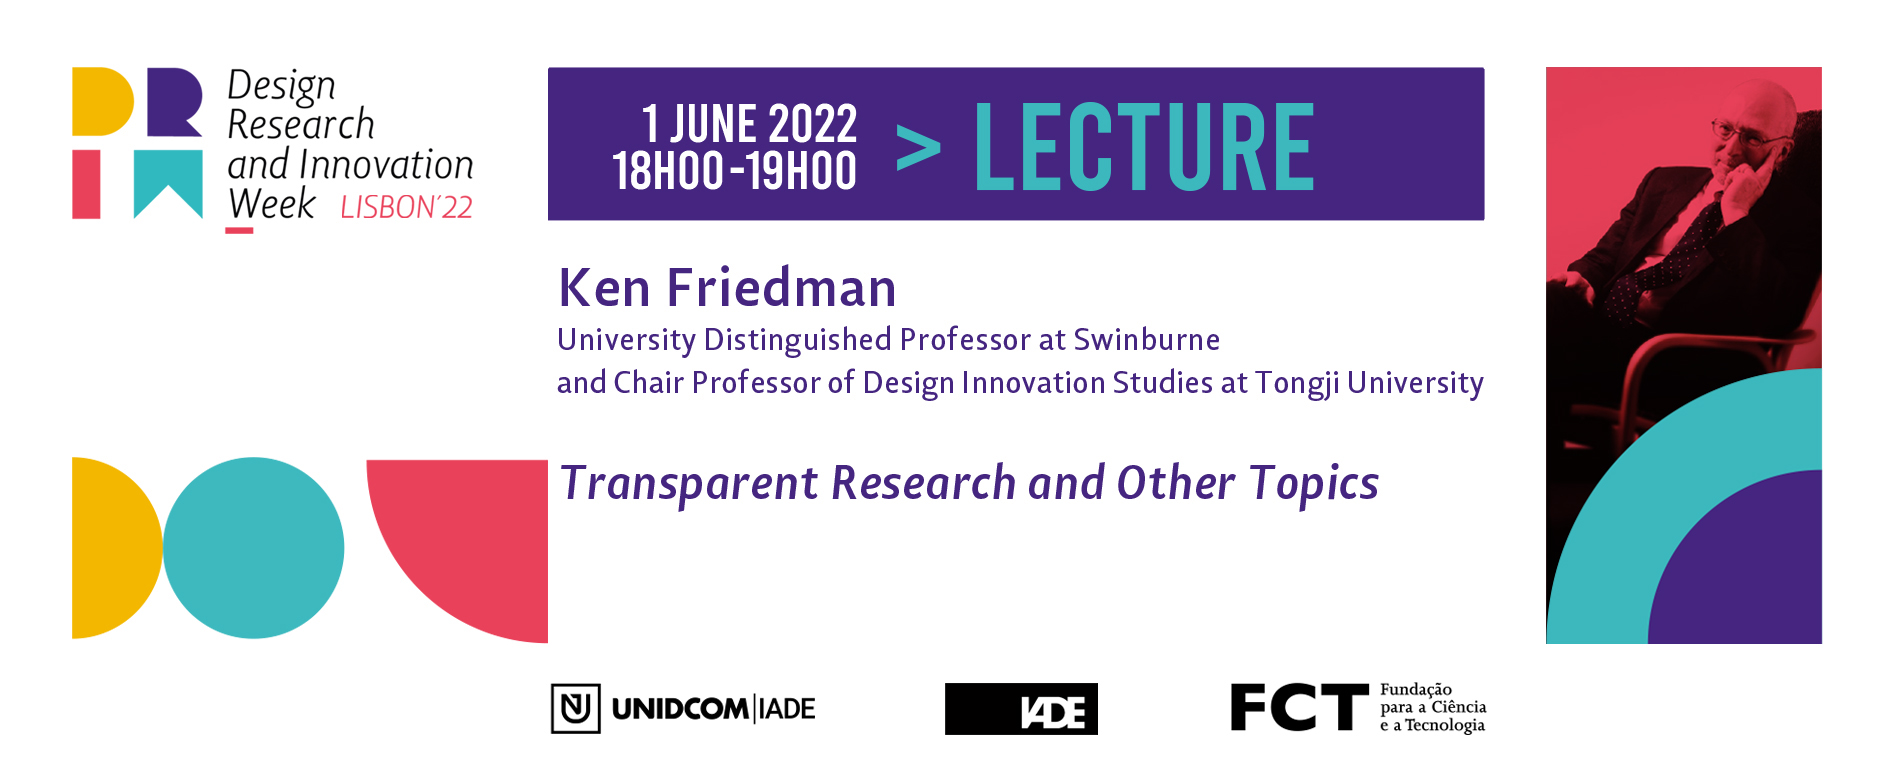 DR
IW
Design
Research
and Innovation
Week LISBON'22
1 JUNE 2022
18H00-19H00
> LECTURE
Ken Friedman
University Distinguished Professor at Swinburne
and Chair Professor of Design Innovation Studies at Tongji University
Transparent Research and Other Topics
UNIDCOM|IADE
IADE
FCT
Fundação
para a Ciência
e a Tecnologia